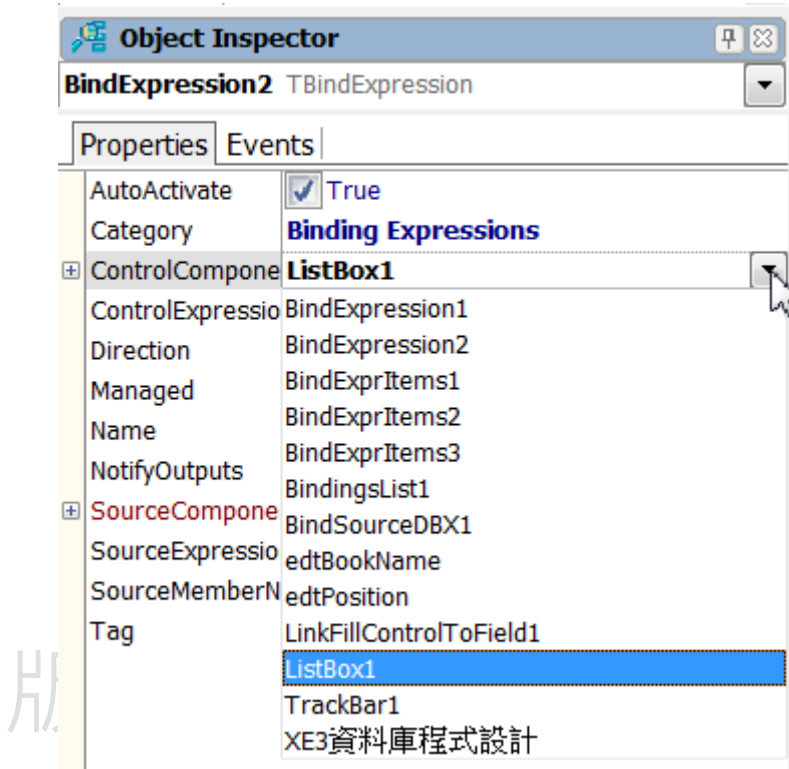 Object Inspector
BindExpression2 TBindExpression
Properties Events
AutoActivate True
Category Binding Expressions
ControlCompone ListBox1
ControlExpressio BindExpression1
Direction BindExpression2
Managed BindExprItems1
Name BindExprItems2
NotifyOutputs BindExprItems3
BindingsList1
SourceCompone BindSourceDBX1
SourceExpressio edtBookName
SourceMemberN edtPosition
Tag LinkFillControlToField1
ListBox1
TrackBar1
XE3資料庫程式設計
版